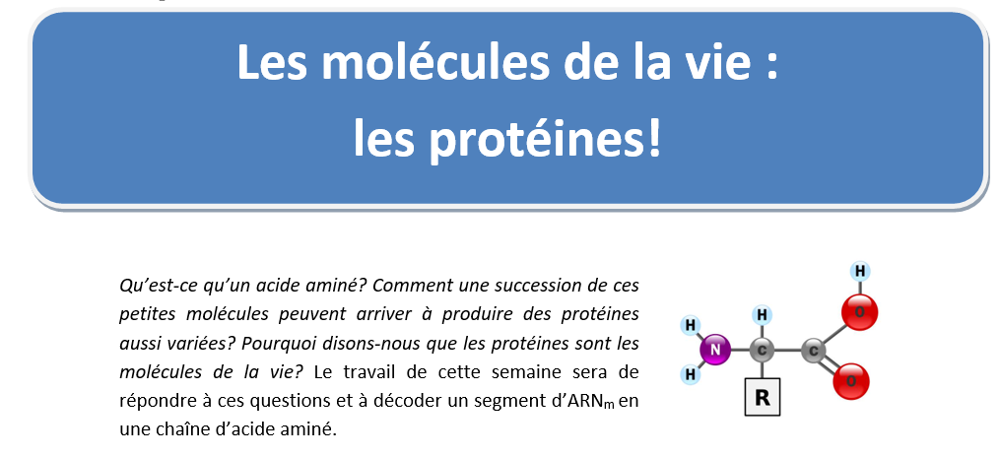 Les molécules de la vie :
les protéines!
Qu'est-ce qu'un acide aminé? Comment une succession de ces
petites molécules peuvent arriver à produire des protéines
aussi variées? Pourquoi disons-nous que les protéines sont les
molécules de la vie? Le travail de cette semaine sera de
répondre à ces questions et à décoder un segment d'ARNm en
une chaîne d'acide aminé.
H
H
H
O
N
C
C
H
O
R